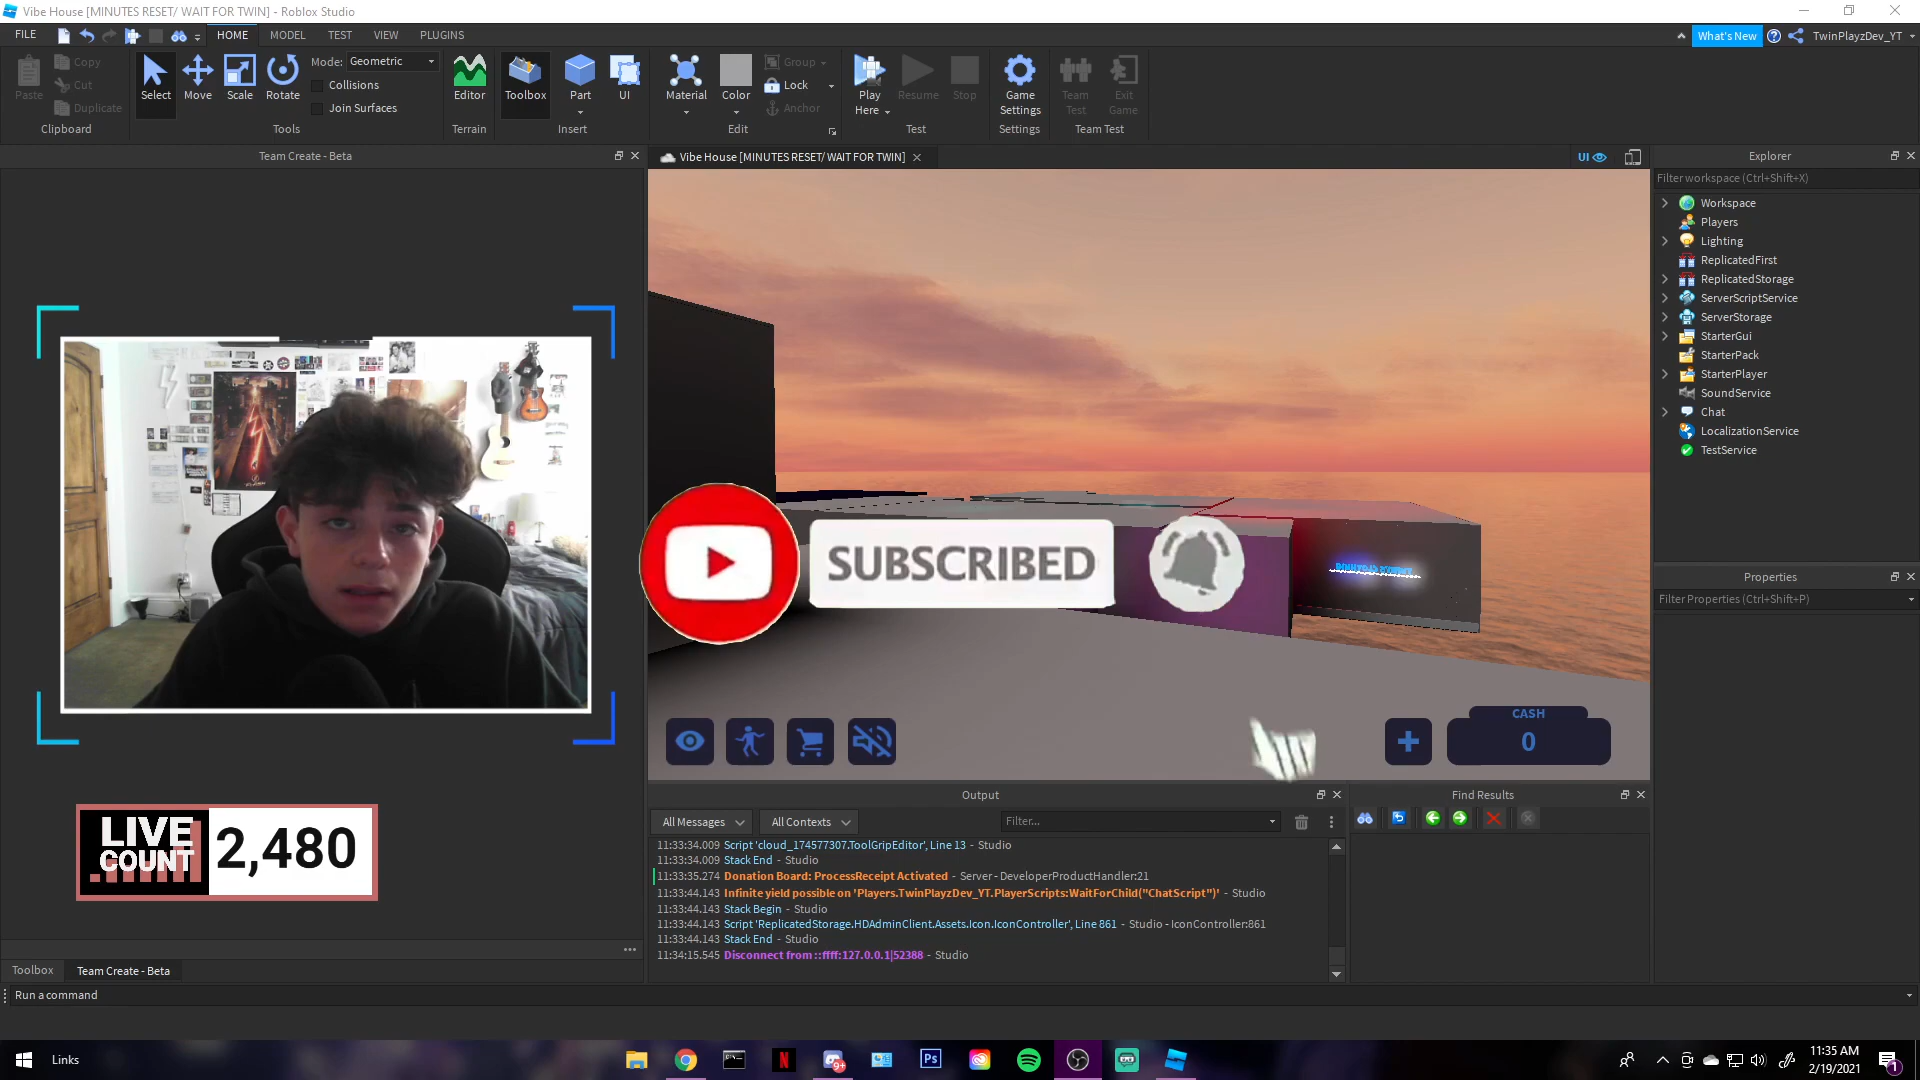 Vibe House [MINUTES RESET/ WAIT FOR TWIN] - Roblox Studio
FILE
HOME
MODEL
TEST
VIEW
PLUGINS
What's New
TwinPlayzDev_YT
Paste
Copy
Cut
Duplicate
Clipboard
Select
Move
Scale
Rotate
Mode:
Geometric
Collisions
Join Surfaces
Tools
Editor
Terrain
Toolbox
Part
UI
Insert
Material
Color
Group
Lock
Anchor
Edit
Play
Here
Resume
Stop
Test
Game
Settings
Settings
Team
Test
Exit
Game
Team Test
Team Create - Beta
Vibe House [MINUTES RESET/ WAIT FOR TWIN]
UI
Explorer
Filter workspace (Ctrl+Shift+X)
Workspace
Players
Lighting
ReplicatedFirst
ReplicatedStorage
ServerScriptService
ServerStorage
StarterGui
StarterPack
StarterPlayer
SoundService
Chat
LocalizationService
TestService
Properties
Filter Properties (Ctrl+Shift+P)
SUBSCRIBED
CASH
0
LIVE
COUNT
2,480
Output
All Messages
All Contexts
Filter...
11:33:34.009 Script 'cloud_174577307.ToolGripEditor', Line 13 - Studio
11:33:34.009 Stack End - Studio
11:33:35.274 Donation Board: ProcessReceipt Activated - Server - DeveloperProductHandler:21
11:33:44.143 Infinite yield possible on 'Players.TwinPlayzDev_YT.PlayerScripts:WaitForChild("ChatScript")' - Studio
11:33:44.143 Stack Begin - Studio
11:33:44.143 Script 'ReplicatedStorage.HDAdminClient.Assets.Icon.IconController', Line 861 - Studio - IconController:861
11:33:44.143 Stack End - Studio
11:34:15.545 Disconnect from ::ffff:127.0.0.1|52388 - Studio
Find Results
Toolbox
Team Create - Beta
Run a command
Links
N
9+
Ps
11:35 AM
2/19/2021
1